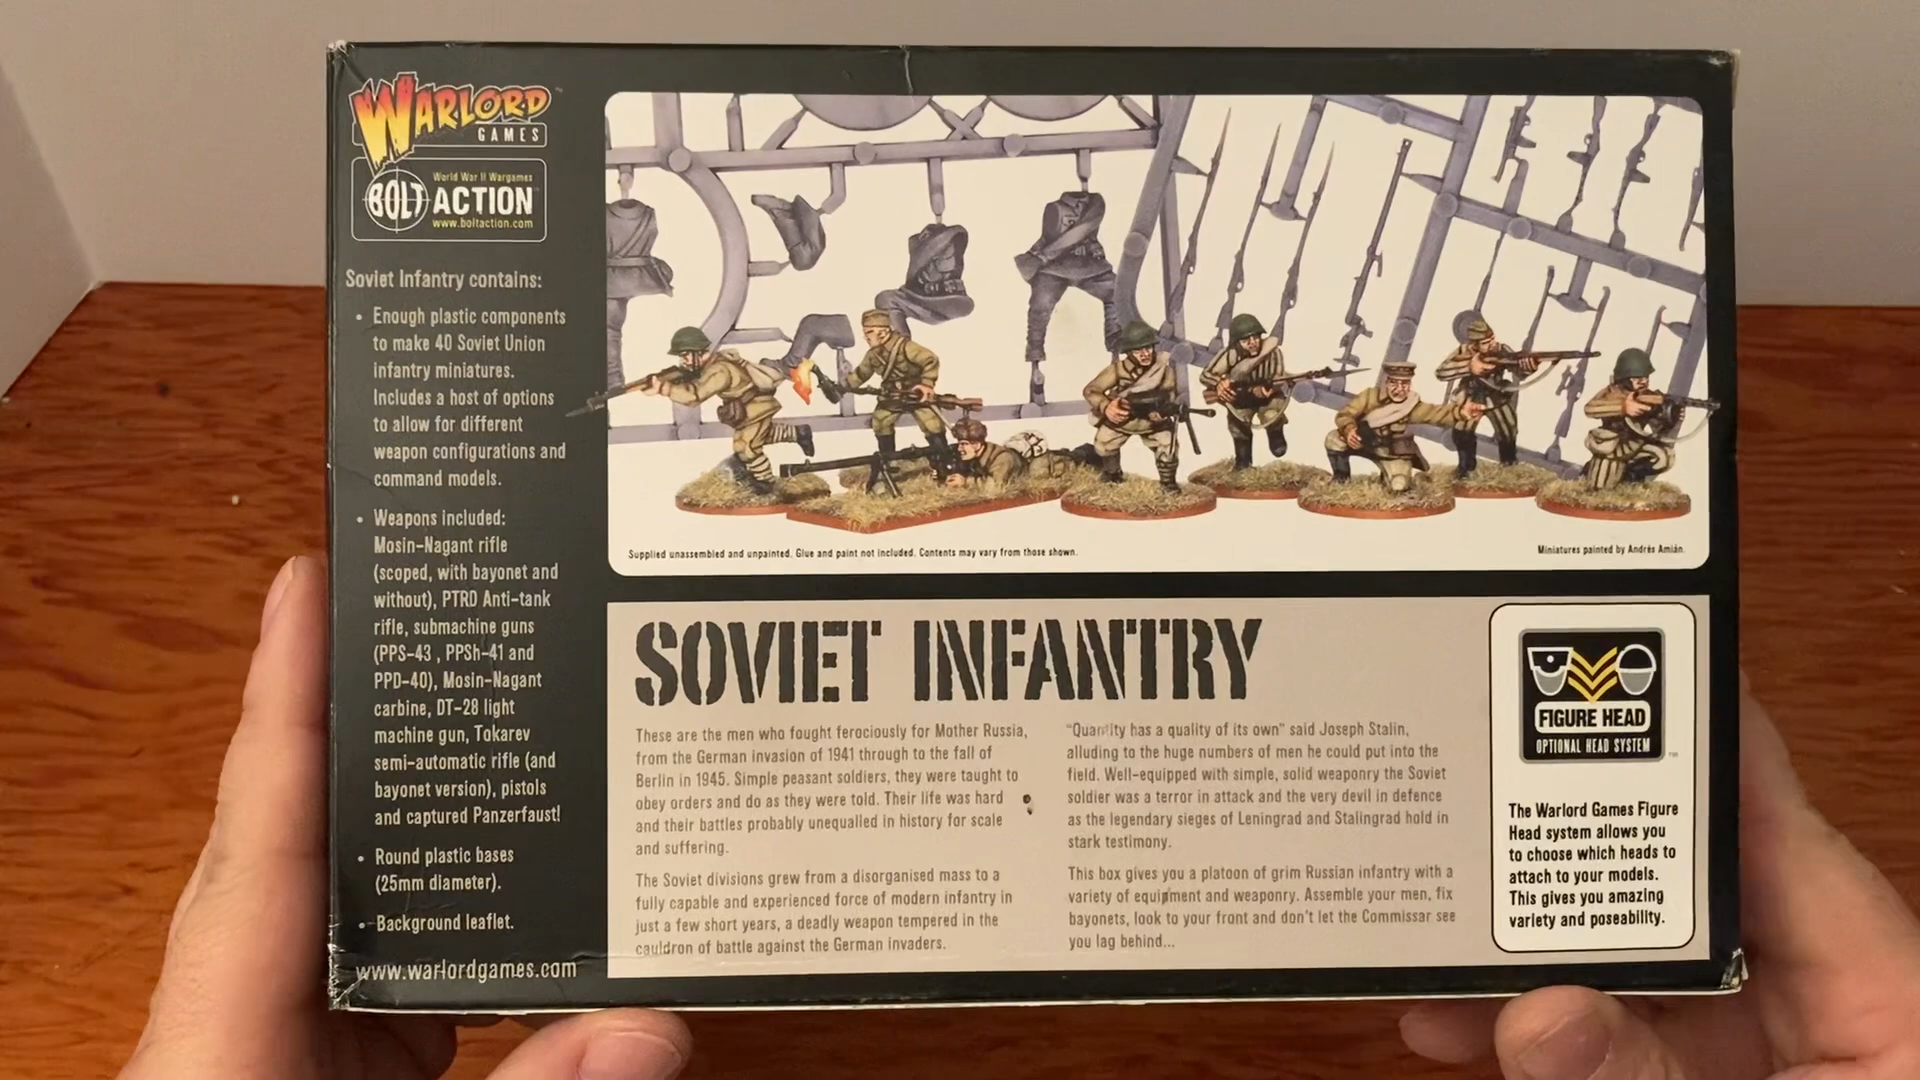 WARLORD
GAMES
World War II Wargames
BOLT ACTION
www.boltaction.com
Soviet Infantry contains:
• Enough plastic components
to make 40 Soviet Union
infantry miniatures.
Includes a host of options
to allow for different
weapon configurations and
command models.
• Weapons included:
Mosin-Nagant rifle
(scoped, with bayonet and
without), PTRD Anti-tank
rifle, submachine guns
(PPS-43 , PPSh-41 and
PPD-40), Mosin-Nagant
carbine, DT-28 light
machine gun, Tokarev
semi-automatic rifle (and
bayonet version), pistols
and captured Panzerfaust!
• Round plastic bases
(25mm diameter).
• Background leaflet.
www.warlordgames.com
Supplied unassembled and unpainted. Glue and paint not included. Contents may vary from those shown.
Miniatures painted by Andrés Amián.
SOVIET INFANTRY
These are the men who fought ferociously for Mother Russia,
from the German invasion of 1941 through to the fall of
Berlin in 1945. Simple peasant soldiers, they were taught to
obey orders and do as they were told. Their life was hard
and their battles probably unequalled in history for scale
and suffering.
The Soviet divisions grew from a disorganised mass to a
fully capable and experienced force of modern infantry in
just a few short years, a deadly weapon tempered in the
cauldron of battle against the German invaders.
"Quantity has a quality of its own" said Joseph Stalin,
alluding to the huge numbers of men he could put into the
field. Well-equipped with simple, solid weaponry the Soviet
soldier was a terror in attack and the very devil in defence
as the legendary sieges of Leningrad and Stalingrad hold in
stark testimony.
This box gives you a platoon of grim Russian infantry with a
variety of equipment and weaponry. Assemble your men, fix
bayonets, look to your front and don't let the Commissar see
you lag behind...
FIGURE HEAD
OPTIONAL HEAD SYSTEM
TM
The Warlord Games Figure
Head system allows you
to choose which heads to
attach to your models.
This gives you amazing
variety and poseability.